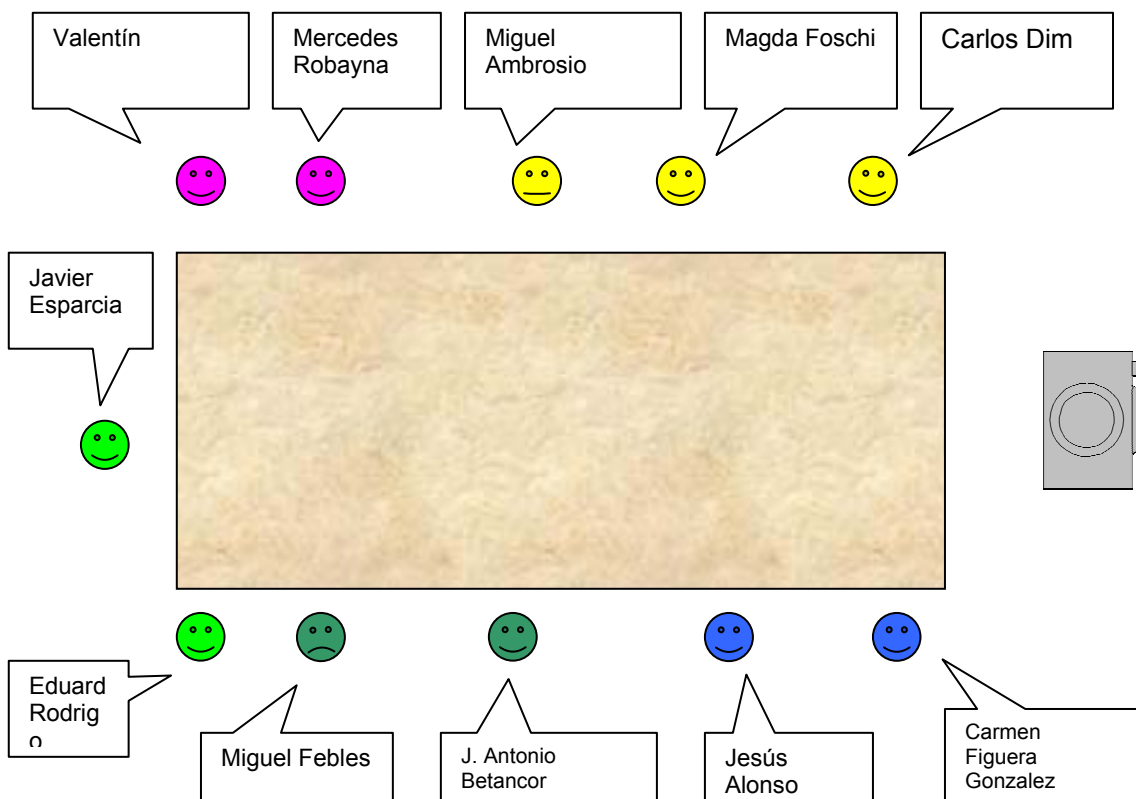 Valentín
Mercedes
Robayna
Miguel
Ambrosio
Magda Foschi
Carlos Dim
Javier
Esparcia
Eduard
Rodrig
o
Miguel Febles
J. Antonio
Betancor
Jesús
Alonso
Carmen
Figuera
Gonzalez